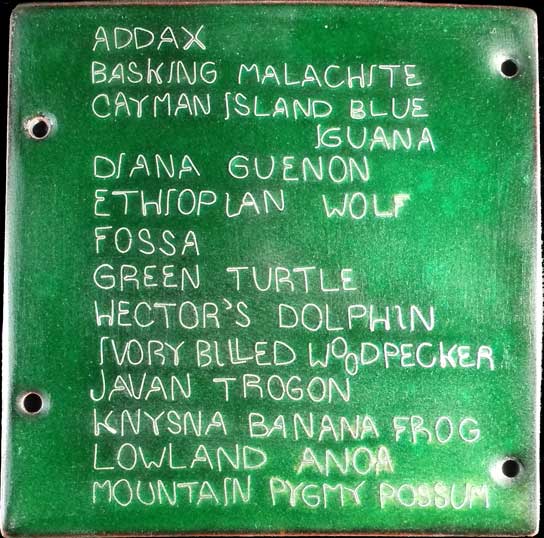 ADDAX
BASKING MALACHITE
CAYMAN ISLAND BLUE
IGUANA
DIANA GUENON
ETHIOPIAN WOLF
FOSSA
GREEN TURTLE
HECTOR'S DOLPHIN
IVORY BILLED WOODPECKER
JAVAN TROGON
KNYSNA BANANA FROG
LOWLAND ANOA
MOUNTAIN PYGMY POSSUM